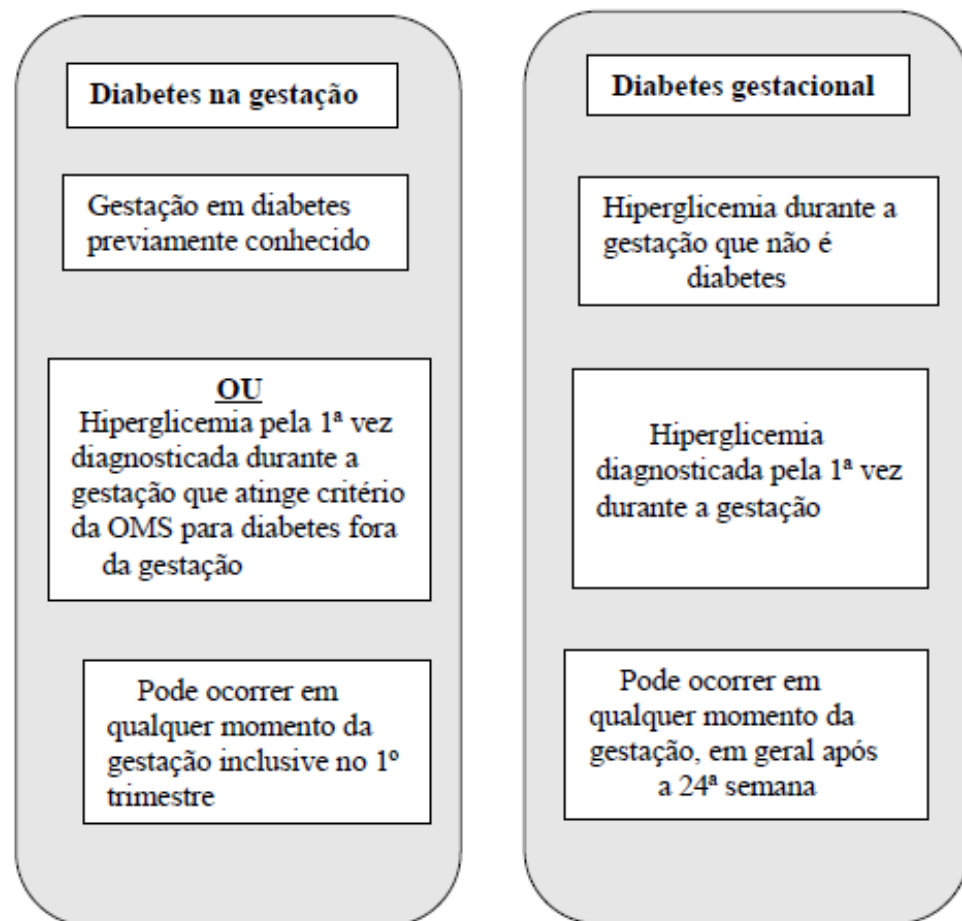 Diabetes na gestação
Gestação em diabetes
previamente conhecido
OU
Hiperglicemia pela 1ª vez
diagnosticada durante a
gestação que atinge critério
da OMS para diabetes fora
da gestação
Pode ocorrer em
qualquer momento da
gestação inclusive no 1º
trimestre
Diabetes gestacional
Hiperglicemia durante a
gestação que não é
diabetes
Hiperglicemia
diagnosticada pela 1ª vez
durante a gestação
Pode ocorrer em
qualquer momento da
gestação, em geral após
a 24ª semana